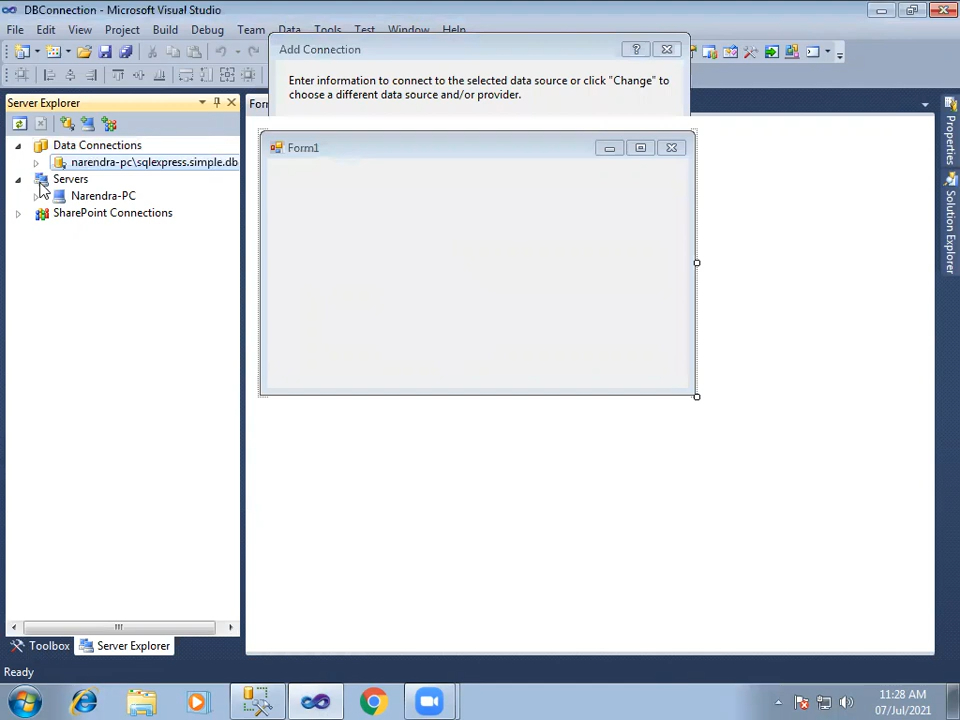 DBConnection - Microsoft Visual Studio
File Edit View Project Build Debug Team Data Tools Test Window Help
Add Connection
Enter information to connect to the selected data source or click "Change" to
choose a different data source and/or provider.
Server Explorer
Data Connections
narendra-pc\sqlexpress.simple.db
Servers
Narendra-PC
SharePoint Connections
For
Form1
Properties
Solution Explorer
Toolbox Server Explorer
Ready
11:28 AM
07/Jul/2021